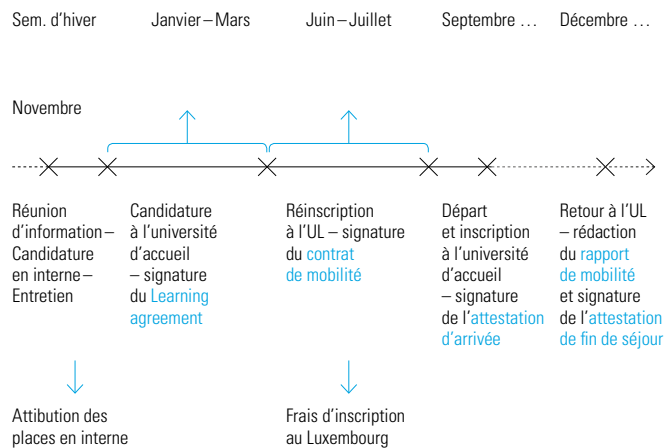 Sem. d'hiver
Janvier – Mars
Juin – Juillet
Septembre ...
Décembre ...
Novembre
Réunion
d'information –
Candidature
en interne –
Entretien
Candidature
à l'université
d'accueil
– signature
du Learning
agreement
Réinscription
à l'UL – signature
du contrat
de mobilité
Départ
et inscription
à l'université
d'accueil
– signature
de l'attestation
d'arrivée
Retour à l'UL
– rédaction
du rapport
de mobilité
et signature
de l'attestation
de fin de séjour
Attibution des
places en interne
Frais d'inscription
au Luxembourg